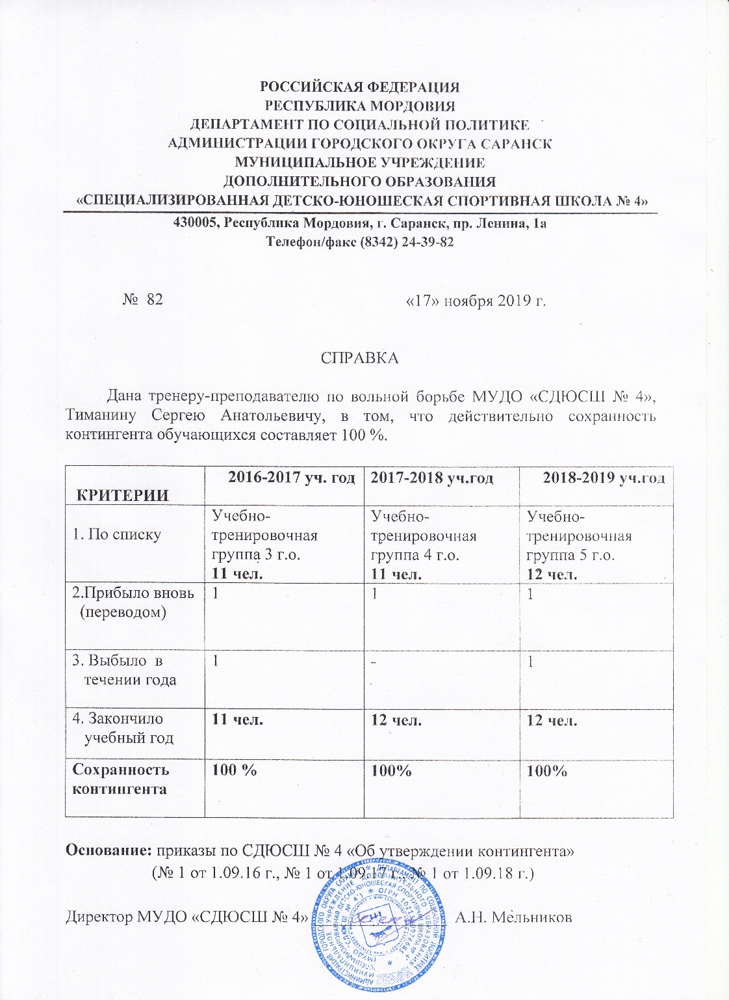 РОССИЙСКАЯ ФЕДЕРАЦИЯ
РЕСПУБЛИКА МОРДОВИЯ
ДЕПАРТАМЕНТ ПО СОЦИАЛЬНОЙ ПОЛИТИКЕ
АДМИНИСТРАЦИИ ГОРОДСКОГО ОКРУГА САРАНСК
МУНИЦИПАЛЬНОЕ УЧРЕЖДЕНИЕ
ДОПОЛНИТЕЛЬНОГО ОБРАЗОВАНИЯ
«СПЕЦИАЛИЗИРОВАННАЯ ДЕТСКО-ЮНОШЕСКАЯ СПОРТИВНАЯ ШКОЛА № 4»
430005, Республика Мордовия, г. Саранск, пр. Ленина, 1а
Телефон/факс (8342) 24-39-82
№ 82 «17» ноября 2019 г.
СПРАВКА
Дана тренеру-преподавателю по вольной борьбе МУДО «СДЮСШ № 4»,
Тиманину Сергею Анатольевичу, в том, что действительно сохранность
контингента обучающихся составляет 100 %.
КРИТЕРИИ 2016-2017 уч. год 2017-2018 уч.год 2018-2019 уч.год
1. По списку
Учебно-
тренировочная
группа 3 г.о.
11 чел.
Учебно-
тренировочная
группа 4 г.о.
11 чел.
Учебно-
тренировочная
группа 5 г.о.
12 чел.
2.Прибыло вновь
(переводом)
1 1 1
3. Выбыло в
течении года
1 - 1
4. Закончило
учебный год
11 чел. 12 чел. 12 чел.
Сохранность
контингента
100 % 100% 100%
Основание: приказы по СДЮСШ № 4 «Об утверждении контингента»
(№ 1 от 1.09.16 г., № 1 от 1.09.17 г., № 1 от 1.09.18 г.)
Директор МУДО «СДЮСШ № 4» А.Н. Мельников